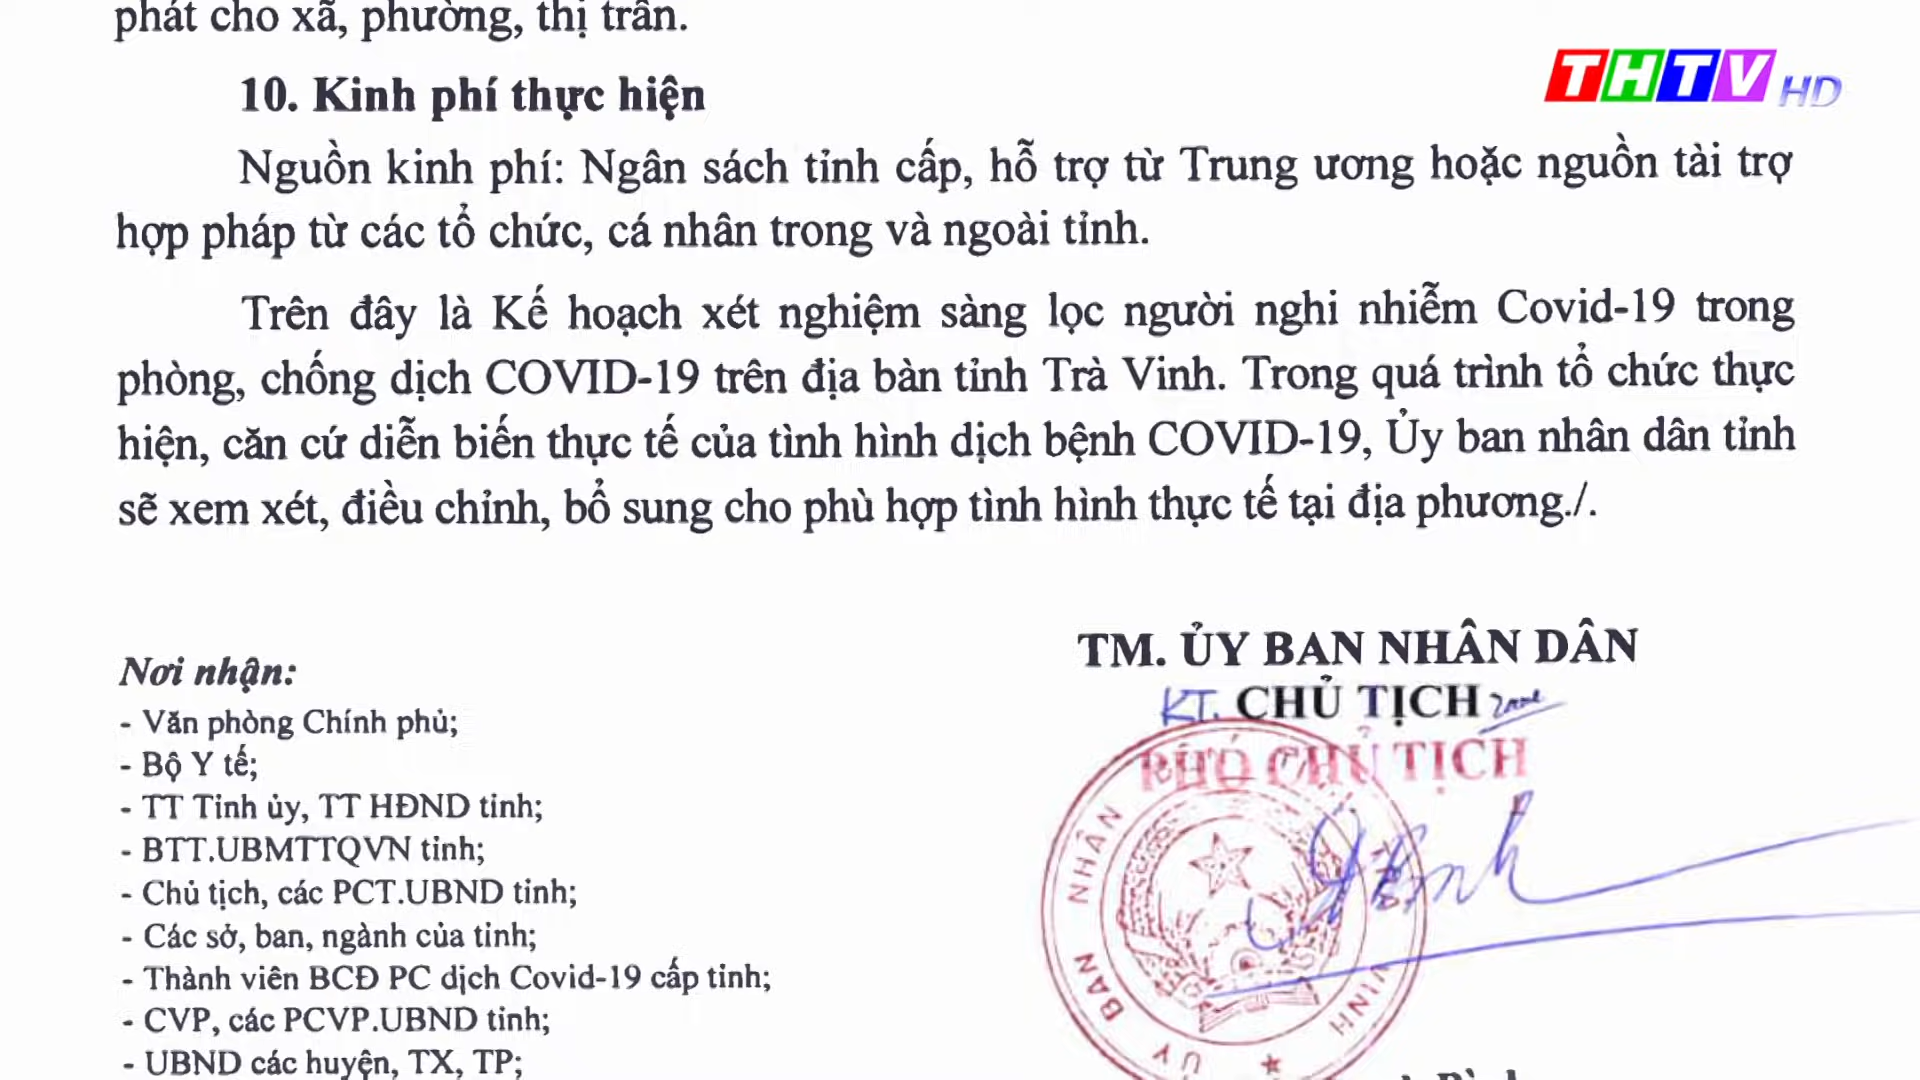 phát cho xã, phường, thị trấn.
THTV HD
10. Kinh phí thực hiện
Nguồn kinh phí: Ngân sách tỉnh cấp, hỗ trợ từ Trung ương hoặc nguồn tài trợ
hợp pháp từ các tổ chức, cá nhân trong và ngoài tỉnh.
Trên đây là Kế hoạch xét nghiệm sàng lọc người nghi nhiễm Covid-19 trong
phòng, chống dịch COVID-19 trên địa bàn tỉnh Trà Vinh. Trong quá trình tổ chức thực
hiện, căn cứ diễn biến thực tế của tình hình dịch bệnh COVID-19, Ủy ban nhân dân tỉnh
sẽ xem xét, điều chỉnh, bổ sung cho phù hợp tình hình thực tế tại địa phương./.
Nơi nhận:
- Văn phòng Chính phủ;
- Bộ Y tế;
- TT Tỉnh ủy, TT HĐND tỉnh;
- BTT.UBMTTQVN tỉnh;
- Chủ tịch, các PCT.UBND tỉnh;
- Các sở, ban, ngành của tỉnh;
- Thành viên BCĐ PC dịch Covid-19 cấp tỉnh;
- CVP, các PCVP.UBND tỉnh;
- UBND các huyện, TX, TP;
TM. ỦY BAN NHÂN DÂN
KT. CHỦ TỊCH
PHÓ CHỦ TỊCH
ỦY BAN NHÂN
VINH